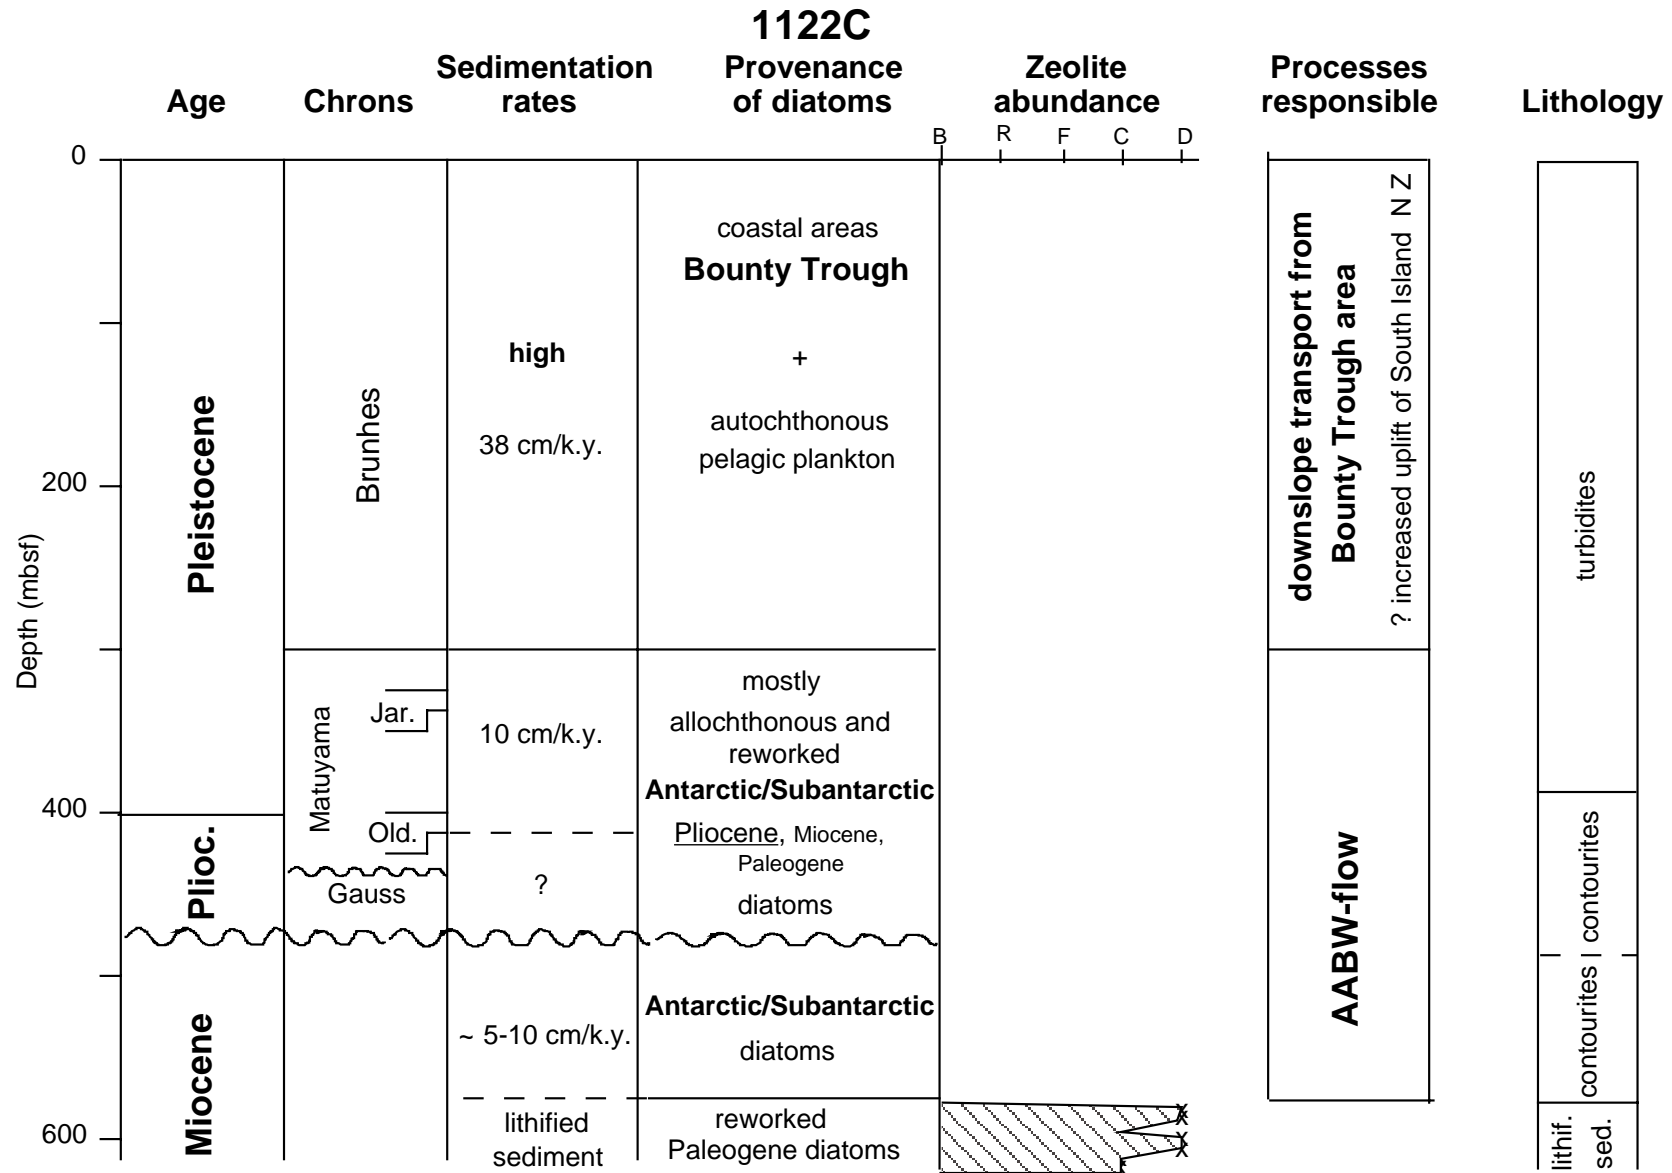 1122C
Age
Chrons
Sedimentation
rates
Provenance
of diatoms
Zeolite
abundance
Processes
responsible
Lithology
B R F C D
Depth (mbsf)
0
200
400
600
Pleistocene
Plioc.
Miocene
Brunhes
Matuyama
Jar.
Old.
Gauss
high
38 cm/k.y.
10 cm/k.y.
?
~ 5-10 cm/k.y.
lithified
sediment
coastal areas
Bounty Trough
+
autochthonous
pelagic plankton
mostly
allochthonous and
reworked
Antarctic/Subantarctic
Pliocene, Miocene,
Paleogene
diatoms
Antarctic/Subantarctic
diatoms
reworked
Paleogene diatoms
x
x
x
x
x
downslope transport from
Bounty Trough area
? increased uplift of South Island N Z
AABW-flow
turbidites
contourites
contourites
lithif.
sed.